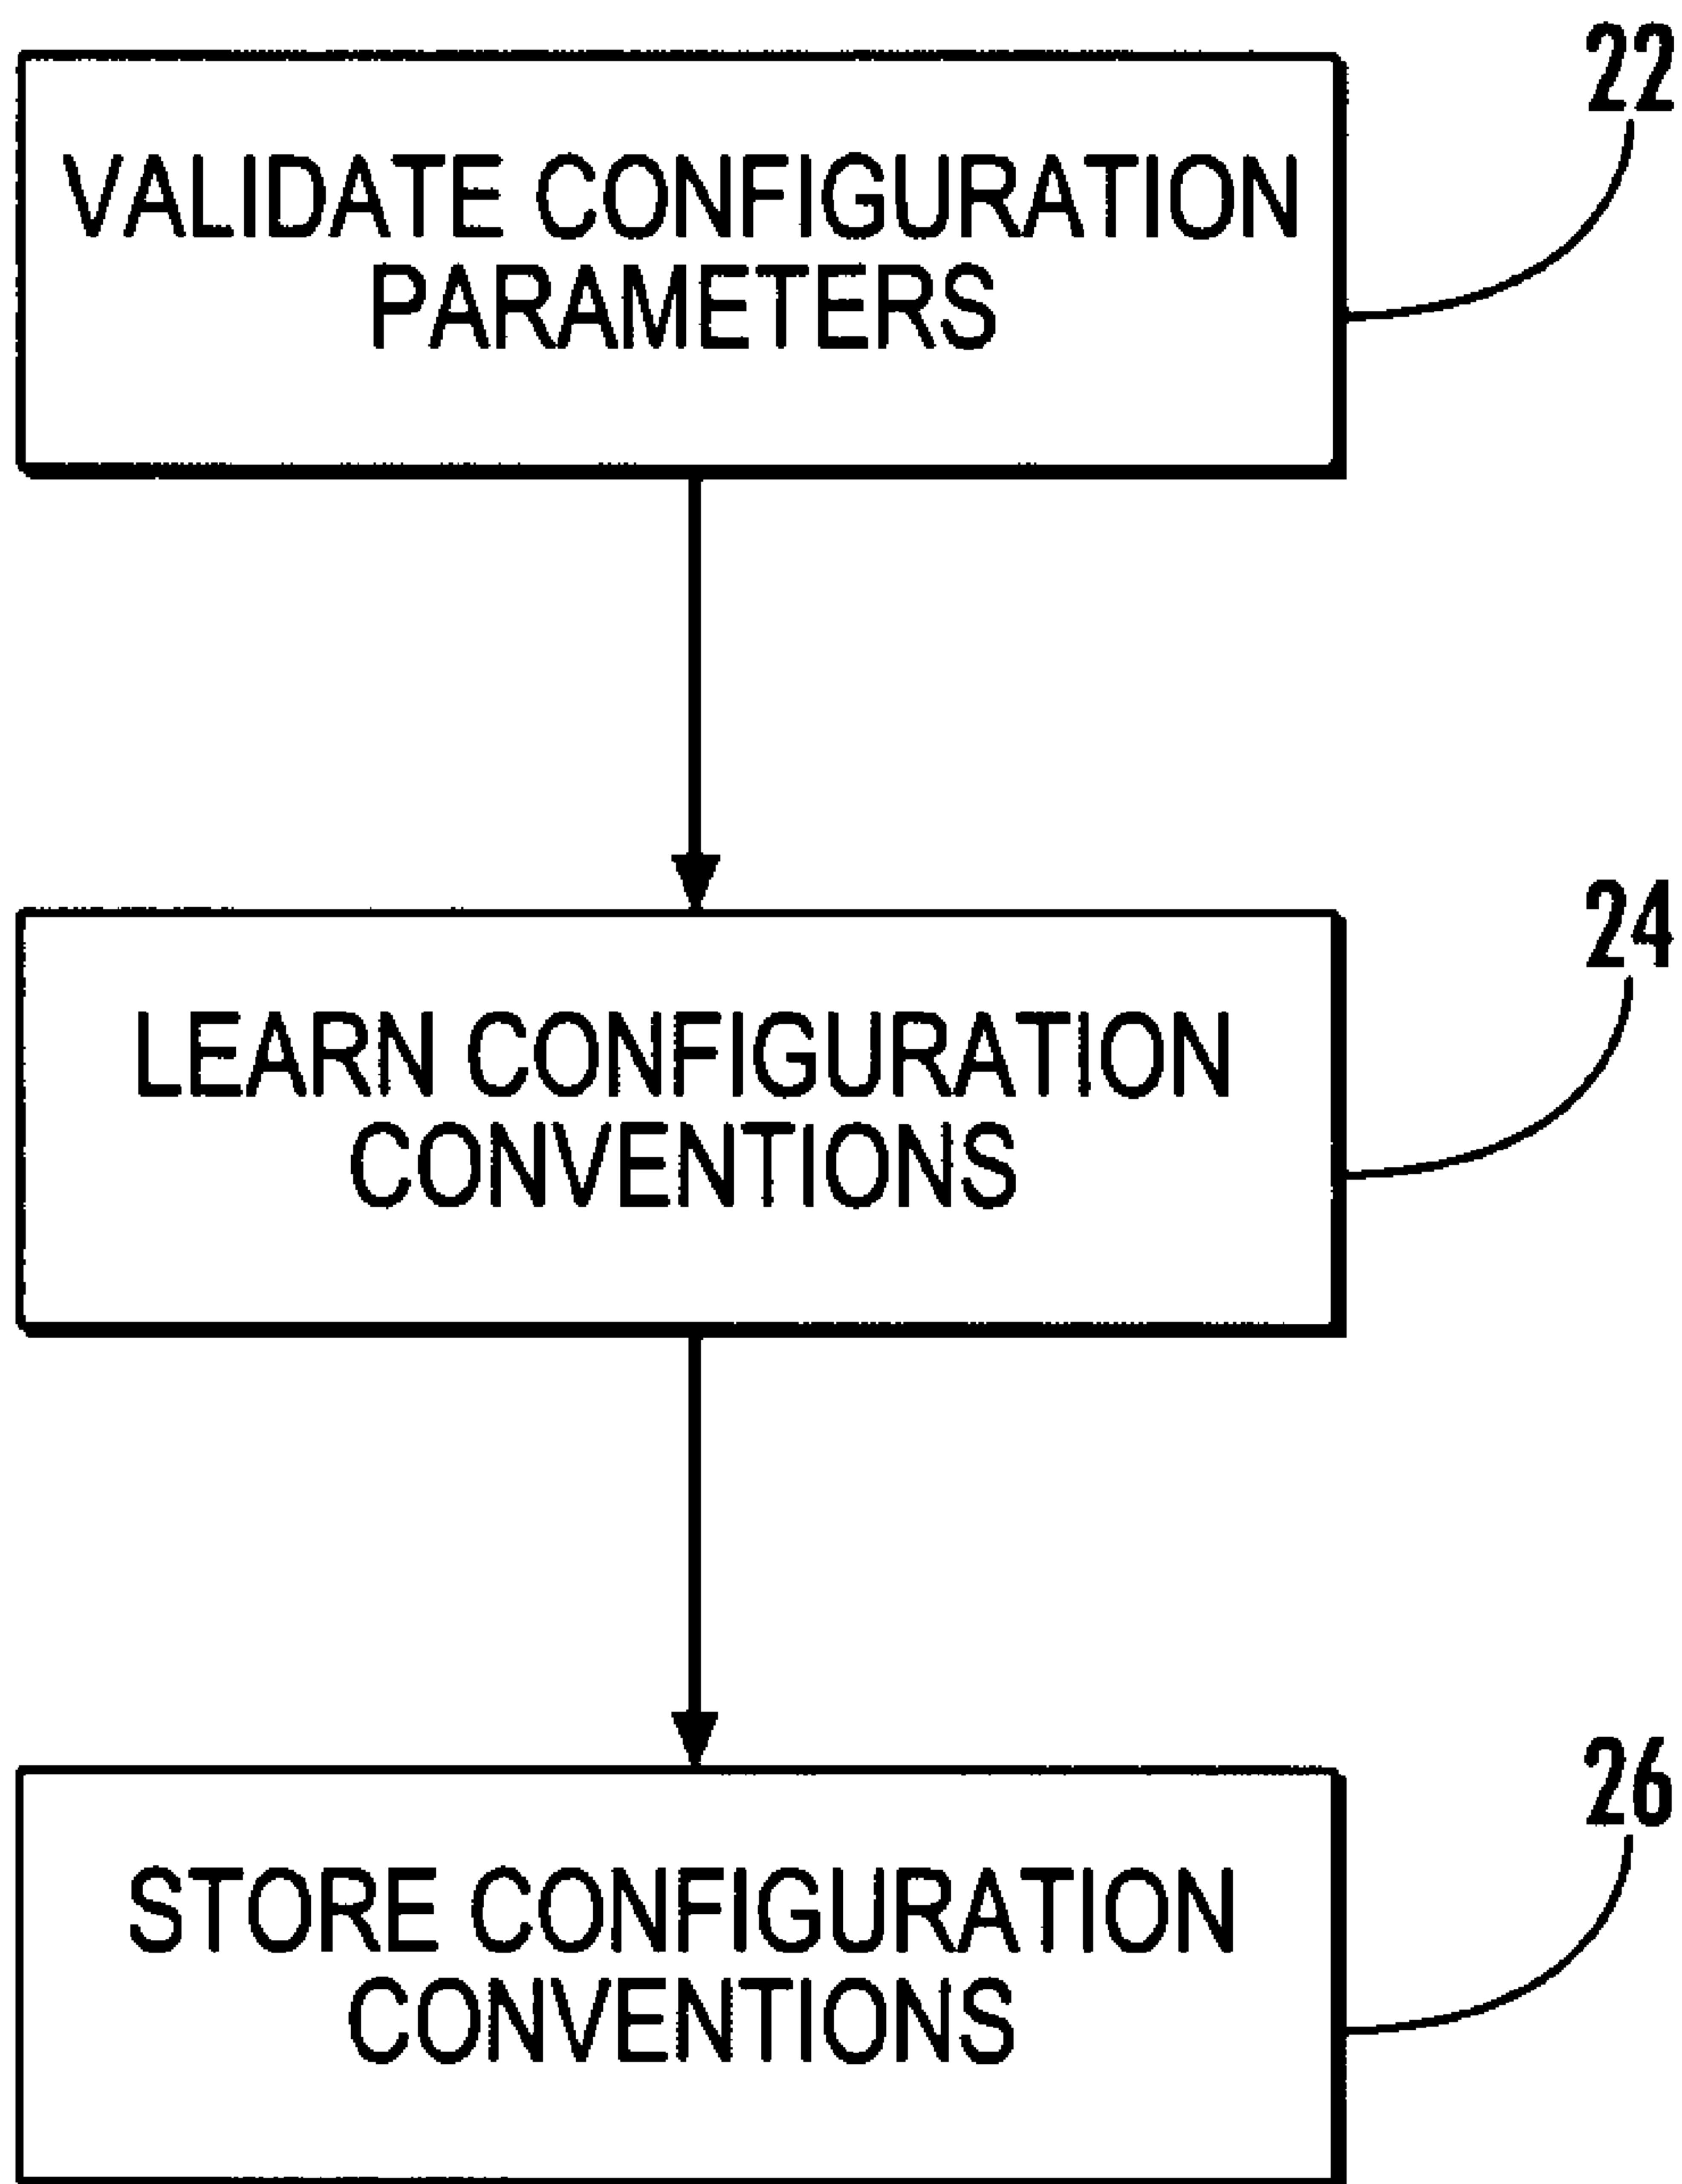 22
VALIDATE CONFIGURATION
PARAMETERS
24
LEARN CONFIGURATION
CONVENTIONS
26
STORE CONFIGURATION
CONVENTIONS